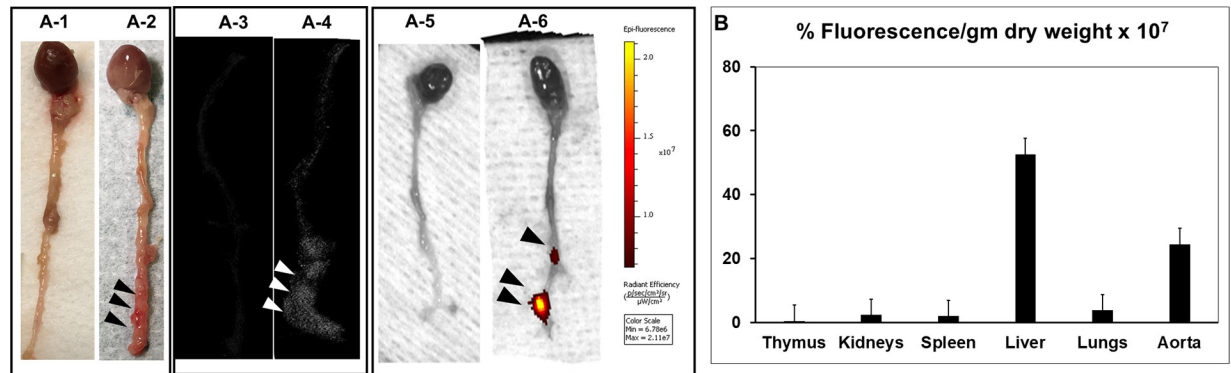 A-1
A-2
A-3
A-4
A-5
A-6
Epi-fluorescence
2.0
1.5
x10⁷
1.0
Radiant Efficiency
(p/sec/cm²/sr
µW/cm²)
Color Scale
Min = 6.78e6
Max = 2.11e7
B
% Fluorescence/gm dry weight x 10⁷
80
60
40
20
0
Thymus Kidneys Spleen Liver Lungs Aorta